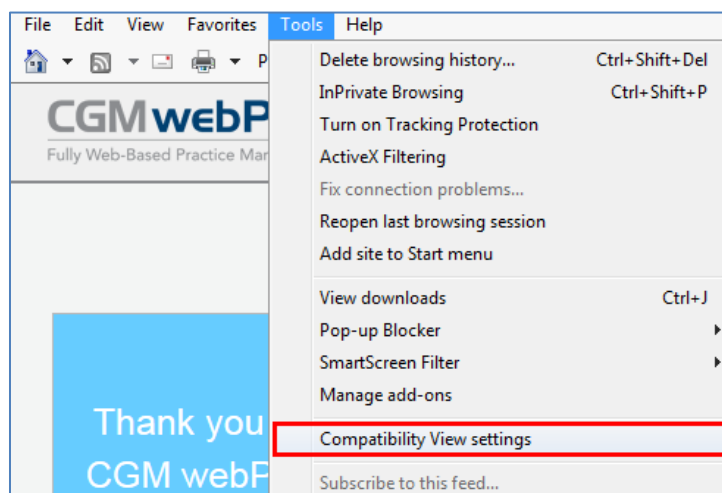 File Edit View Favorites Tools Help
P
CGM webP
Fully Web-Based Practice Mar
Thank you
CGM webP
Delete browsing history... Ctrl+Shift+Del
InPrivate Browsing Ctrl+Shift+P
Turn on Tracking Protection
ActiveX Filtering
Fix connection problems...
Reopen last browsing session
Add site to Start menu
View downloads Ctrl+J
Pop-up Blocker
SmartScreen Filter
Manage add-ons
Compatibility View settings
Subscribe to this feed...